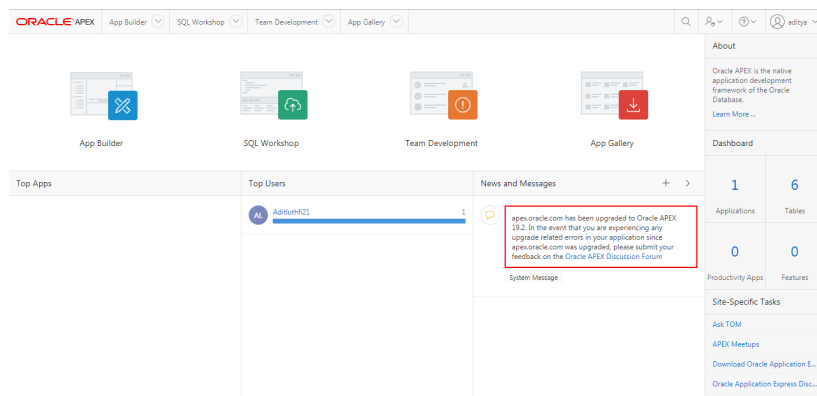 ORACLE APEX App Builder SQL Workshop Team Development App Gallery aditya
App Builder
SQL Workshop
Team Development
App Gallery
About
Oracle APEX is the native
application development
framework of the Oracle
Database.
Learn More ...
Dashboard
1 6
Applications Tables
0 0
Productivity Apps Features
Top Apps
Top Users
AL Aditluthfi21 1
News and Messages
apex.oracle.com has been upgraded to Oracle APEX
19.2. In the event that you are experiencing any
upgrade related errors in your application since
apex.oracle.com was upgraded, please submit your
feedback on the Oracle APEX Discussion Forum
System Message
Site-Specific Tasks
Ask TOM
APEX Meetups
Download Oracle Application E...
Oracle Application Express Disc...